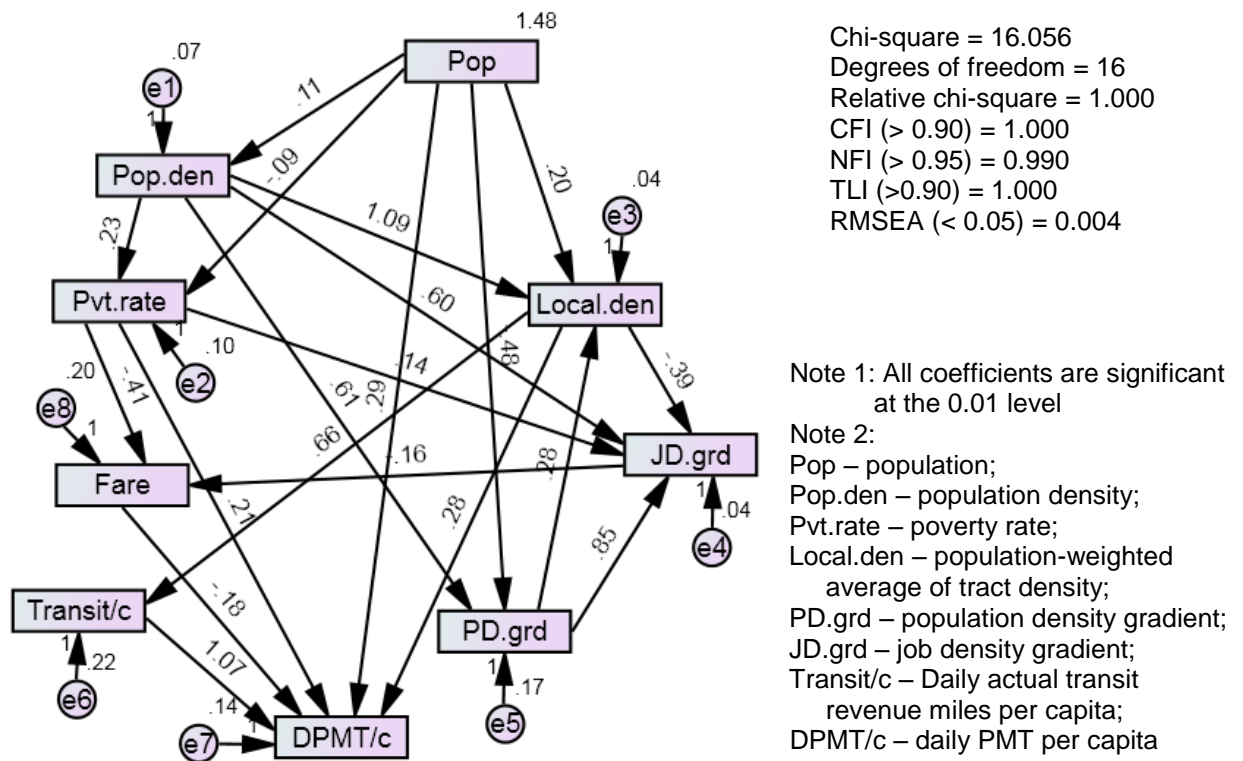 1.48
Pop
.07
e1
1
.11
-.09
Pop.den
.20
.04
e3
1
1.09
.23
Pvt.rate
Local.den
.60
1
.10
e2
-.48
.14
-.39
.20
-.41
.29
.61
e8
1
.66
-.16
JD.grd
Fare
.28
1
.04
.21
.28
.85
e4
-.18
Transit/c
PD.grd
1.07
1
.22
1
.17
e6
.14
e5
e7
1
DPMT/c
Chi-square = 16.056
Degrees of freedom = 16
Relative chi-square = 1.000
CFI (> 0.90) = 1.000
NFI (> 0.95) = 0.990
TLI (>0.90) = 1.000
RMSEA (< 0.05) = 0.004
Note 1: All coefficients are significant
at the 0.01 level
Note 2:
Pop – population;
Pop.den – population density;
Pvt.rate – poverty rate;
Local.den – population-weighted
average of tract density;
PD.grd – population density gradient;
JD.grd – job density gradient;
Transit/c – Daily actual transit
revenue miles per capita;
DPMT/c – daily PMT per capita